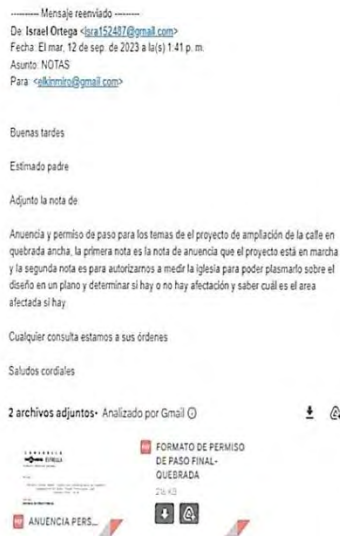 ---------- Mensaje reenviado ---------
De: Israel Ortega <Isra152487@gmail.com>
Fecha: El mar, 12 de sep. de 2023 a la(s) 1:41 p. m.
Asunto: NOTAS
Para: <elkinmiro@gmail.com>
Buenas tardes
Estimado padre
Adjunto la nota de
Anuencia y permiso de paso para los temas de el proyecto de ampliación de la calle en
quebrada ancha, la primera nota es la nota de anuencia que el proyecto está en marcha
y la segunda nota es para autorizarnos a medir la iglesia para poder plasmarlo sobre el
diseño en un plano y determinar si hay o no hay afectación y saber cuál es el area
afectada si hay.
Cualquier consulta estamos a sus órdenes
Saludos cordiales
2 archivos adjuntos • Analizado por Gmail
ESTRELLA
FORMATO DE PERMISO
DE PASO FINAL-
QUEBRADA
216 KB
ANUENCIA PERS...